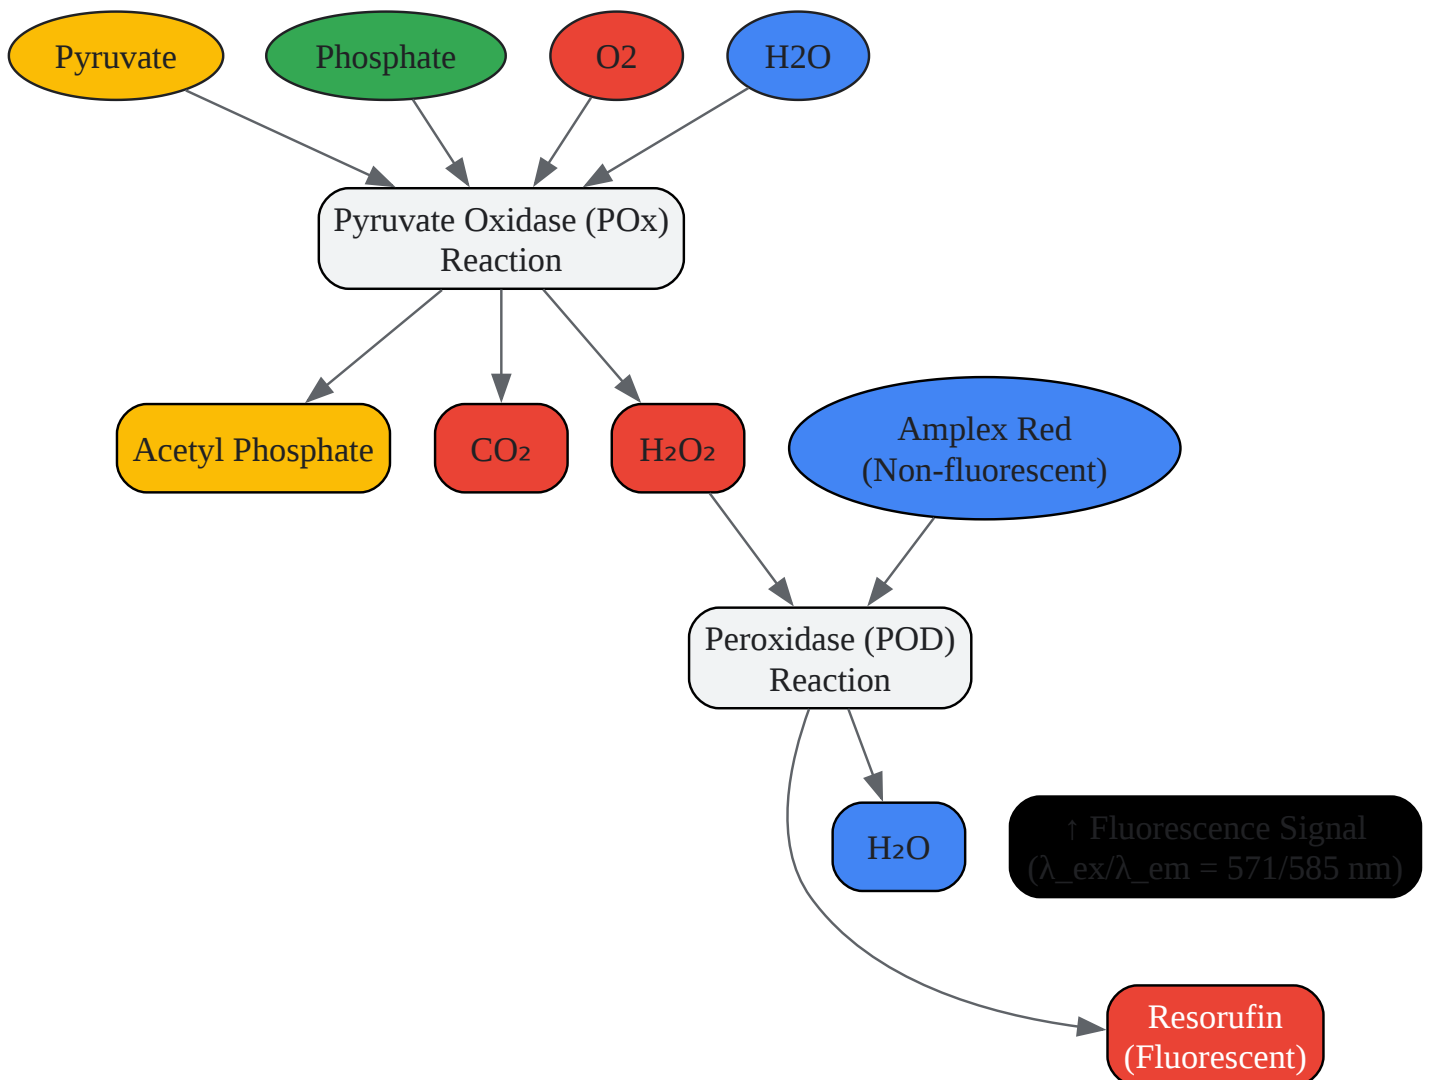 Pyruvate
Phosphate
O2
H2O
Pyruvate Oxidase (POx)
Reaction
Acetyl Phosphate
CO₂
H₂O₂
Amplex Red
(Non-fluorescent)
Peroxidase (POD)
Reaction
H₂O
↑ Fluorescence Signal
(λ_ex/λ_em = 571/585 nm)
Resorufin
(Fluorescent)